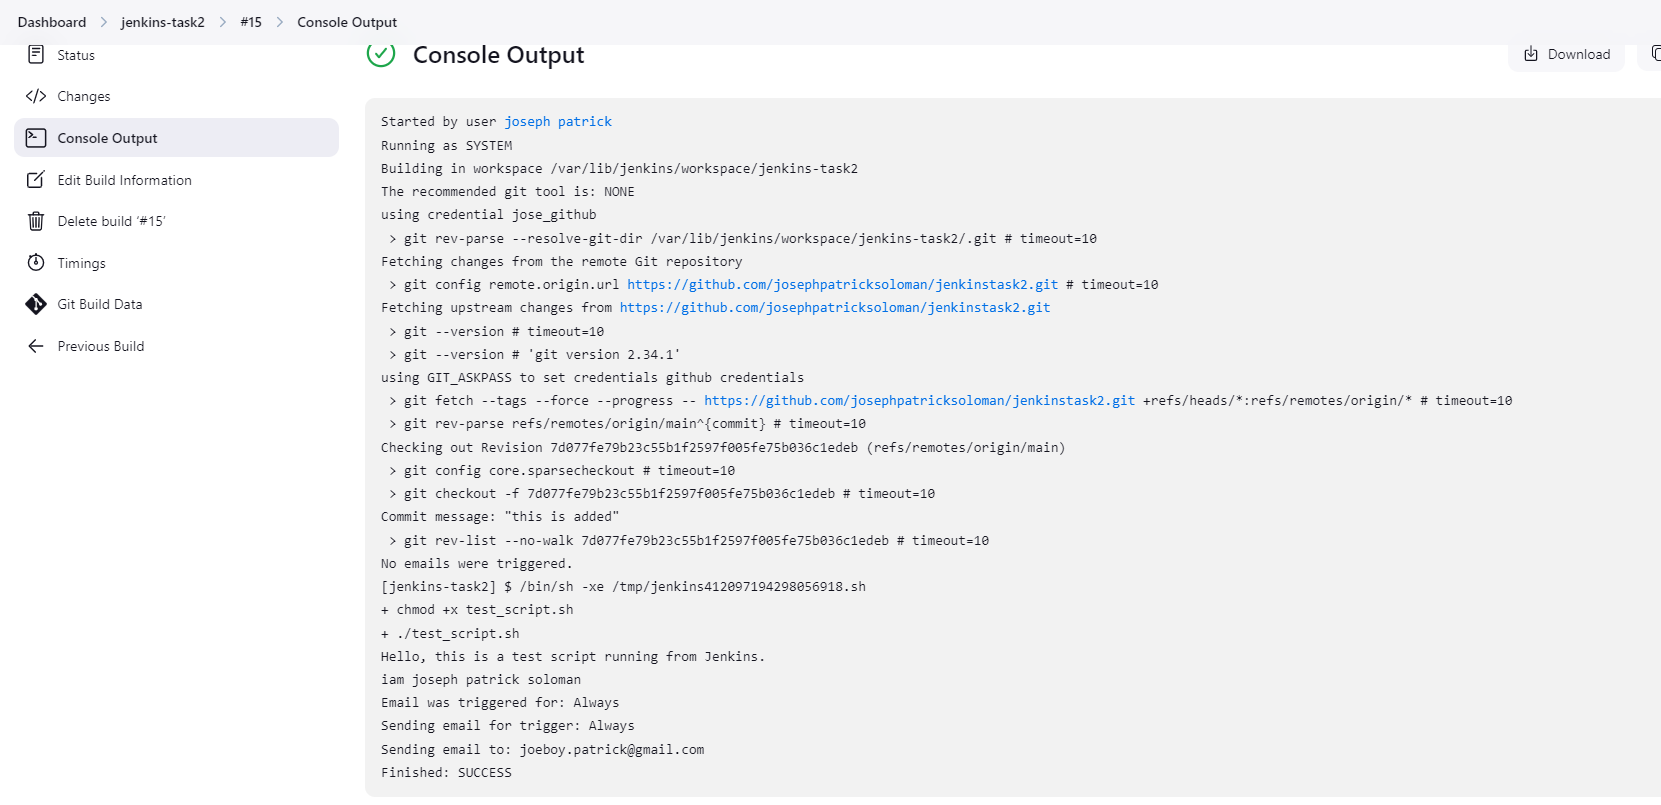 Dashboard > jenkins-task2 > #15 > Console Output
Status
Changes
Console Output
Edit Build Information
Delete build ‘#15’
Timings
Git Build Data
Previous Build
Console Output
Download
Started by user joseph patrick
Running as SYSTEM
Building in workspace /var/lib/jenkins/workspace/jenkins-task2
The recommended git tool is: NONE
using credential jose_github
 > git rev-parse --resolve-git-dir /var/lib/jenkins/workspace/jenkins-task2/.git # timeout=10
Fetching changes from the remote Git repository
 > git config remote.origin.url https://github.com/josephpatricksoloman/jenkinstask2.git # timeout=10
Fetching upstream changes from https://github.com/josephpatricksoloman/jenkinstask2.git
 > git --version # timeout=10
 > git --version # 'git version 2.34.1'
using GIT_ASKPASS to set credentials github credentials
 > git fetch --tags --force --progress -- https://github.com/josephpatricksoloman/jenkinstask2.git +refs/heads/*:refs/remotes/origin/* # timeout=10
 > git rev-parse refs/remotes/origin/main^{commit} # timeout=10
Checking out Revision 7d077fe79b23c55b1f2597f005fe75b036c1edeb (refs/remotes/origin/main)
 > git config core.sparsecheckout # timeout=10
 > git checkout -f 7d077fe79b23c55b1f2597f005fe75b036c1edeb # timeout=10
Commit message: "this is added"
 > git rev-list --no-walk 7d077fe79b23c55b1f2597f005fe75b036c1edeb # timeout=10
No emails were triggered.
[jenkins-task2] $ /bin/sh -xe /tmp/jenkins412097194298056918.sh
+ chmod +x test_script.sh
+ ./test_script.sh
Hello, this is a test script running from Jenkins.
iam joseph patrick soloman
Email was triggered for: Always
Sending email for trigger: Always
Sending email to: joeboy.patrick@gmail.com
Finished: SUCCESS